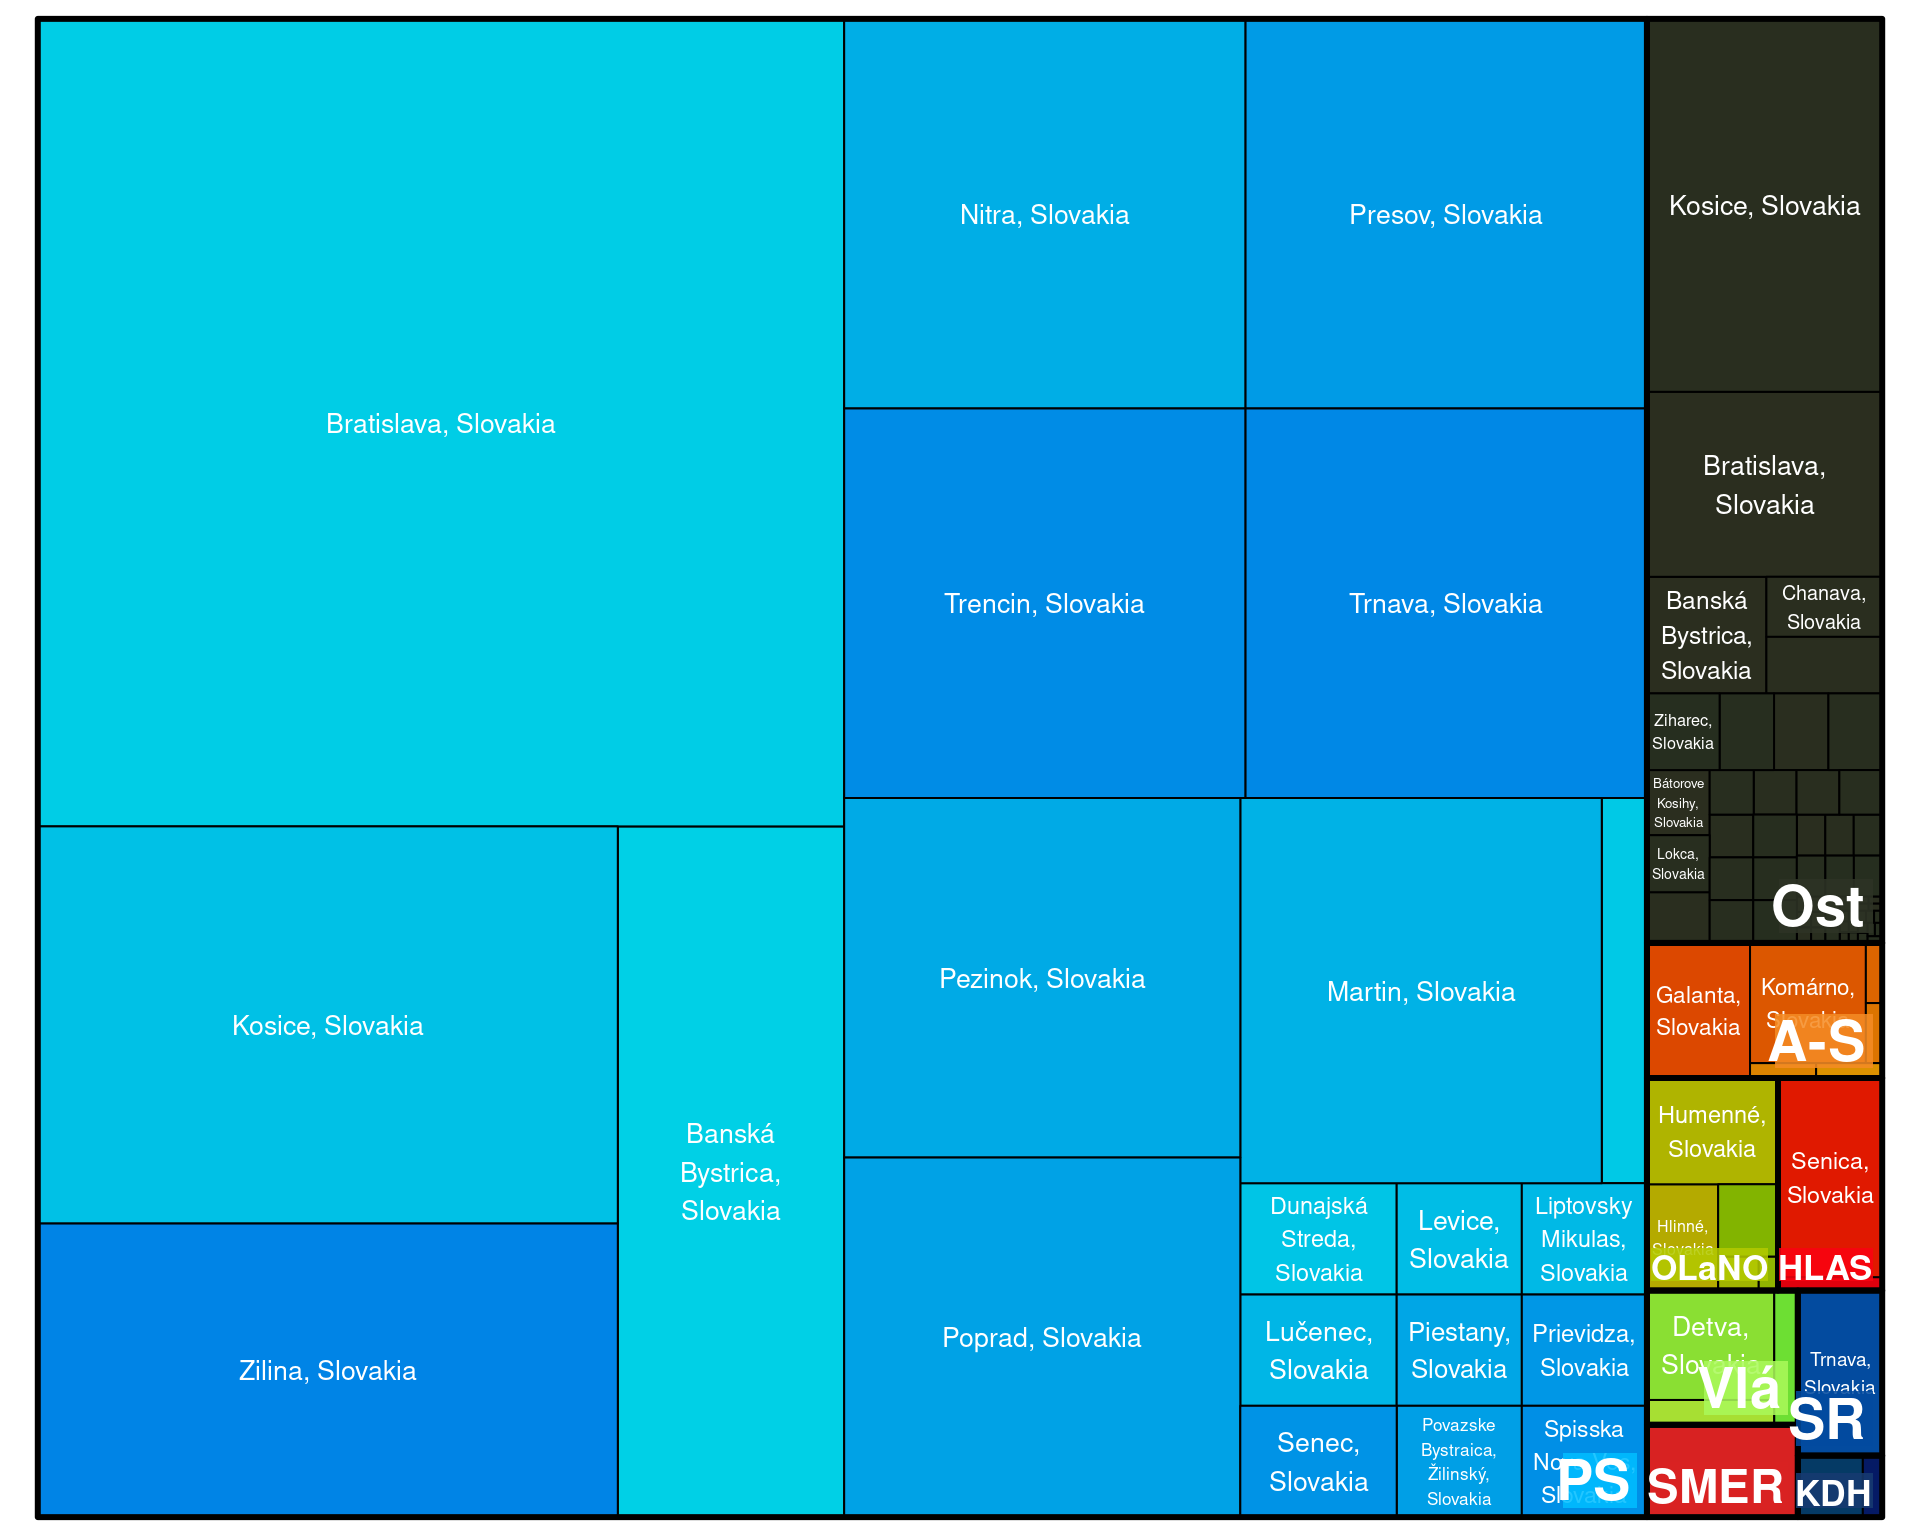 Bratislava, Slovakia
Nitra, Slovakia
Presov, Slovakia
Kosice, Slovakia
Trencin, Slovakia
Trnava, Slovakia
Bratislava,
Slovakia
Banská
Bystrica,
Slovakia
Chanava,
Slovakia
Ziharec,
Slovakia
Bátorove
Kosihy,
Slovakia
Lokca,
Slovakia
Ost
Kosice, Slovakia
Banská
Bystrica,
Slovakia
Zilina, Slovakia
Pezinok, Slovakia
Martin, Slovakia
Poprad, Slovakia
Dunajská
Streda,
Slovakia
Levice,
Slovakia
Liptovsky
Mikulas,
Slovakia
Lučenec,
Slovakia
Piestany,
Slovakia
Prievidza,
Slovakia
Senec,
Slovakia
Povazske
Bystraica,
Žilinský,
Slovakia
Spisska
PS
Galanta,
Slovakia
Komárno,
Slovakia
A-S
Humenné,
Slovakia
Hlinné,
Slovakia
OLaNO
Senica,
Slovakia
HLAS
Detva,
Slovakia
Vlá
Trnava,
Slovakia
SR
SMER
KDH